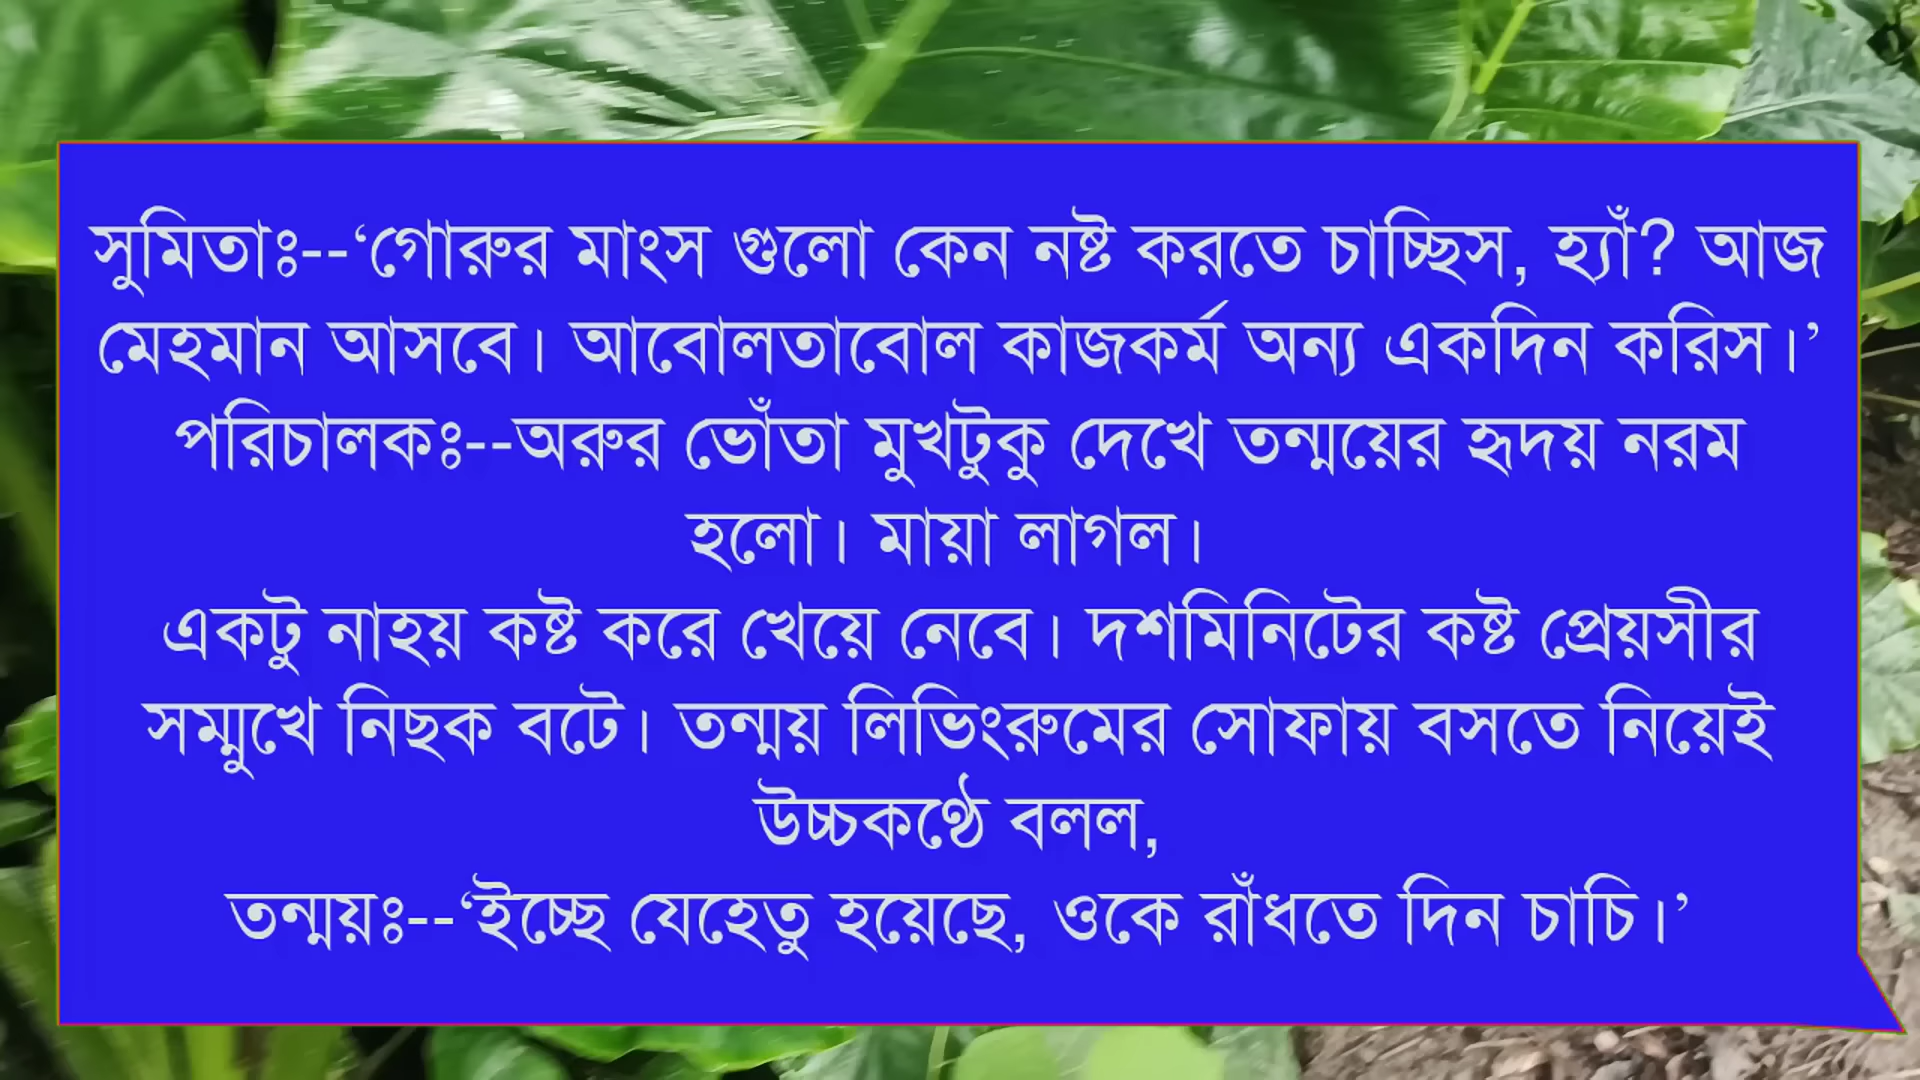 সুমিতাঃ--‘গোরুর মাংস গুলো কেন নষ্ট করতে চাচ্ছিস, হ্যাঁ? আজ
মেহমান আসবে। আবোলতাবোল কাজকর্ম অন্য একদিন করিস।’
পরিচালকঃ--অরুর ভোঁতা মুখটুকু দেখে তন্ময়ের হৃদয় নরম
হলো। মায়া লাগল।
একটু নাহয় কষ্ট করে খেয়ে নেবে। দশমিনিটের কষ্ট প্রেয়সীর
সম্মুখে নিছক বটে। তন্ময় লিভিংরুমের সোফায় বসতে নিয়েই
উচ্চকণ্ঠে বলল,
তন্ময়ঃ--‘ইচ্ছে যেহেতু হয়েছে, ওকে রাঁধতে দিন চাচি।’